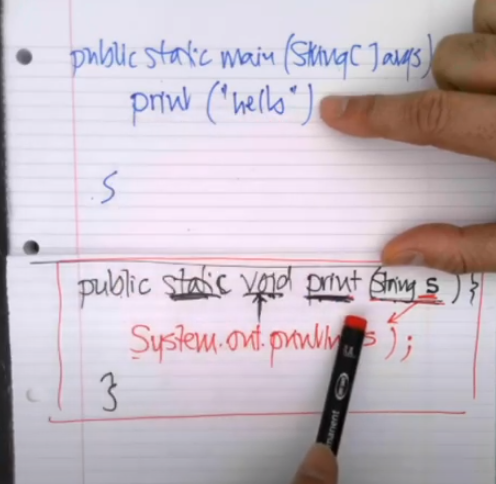 public static main (String[] args)
print ("hello")
S
public static void print (String s) {
System.out.println(s);
}